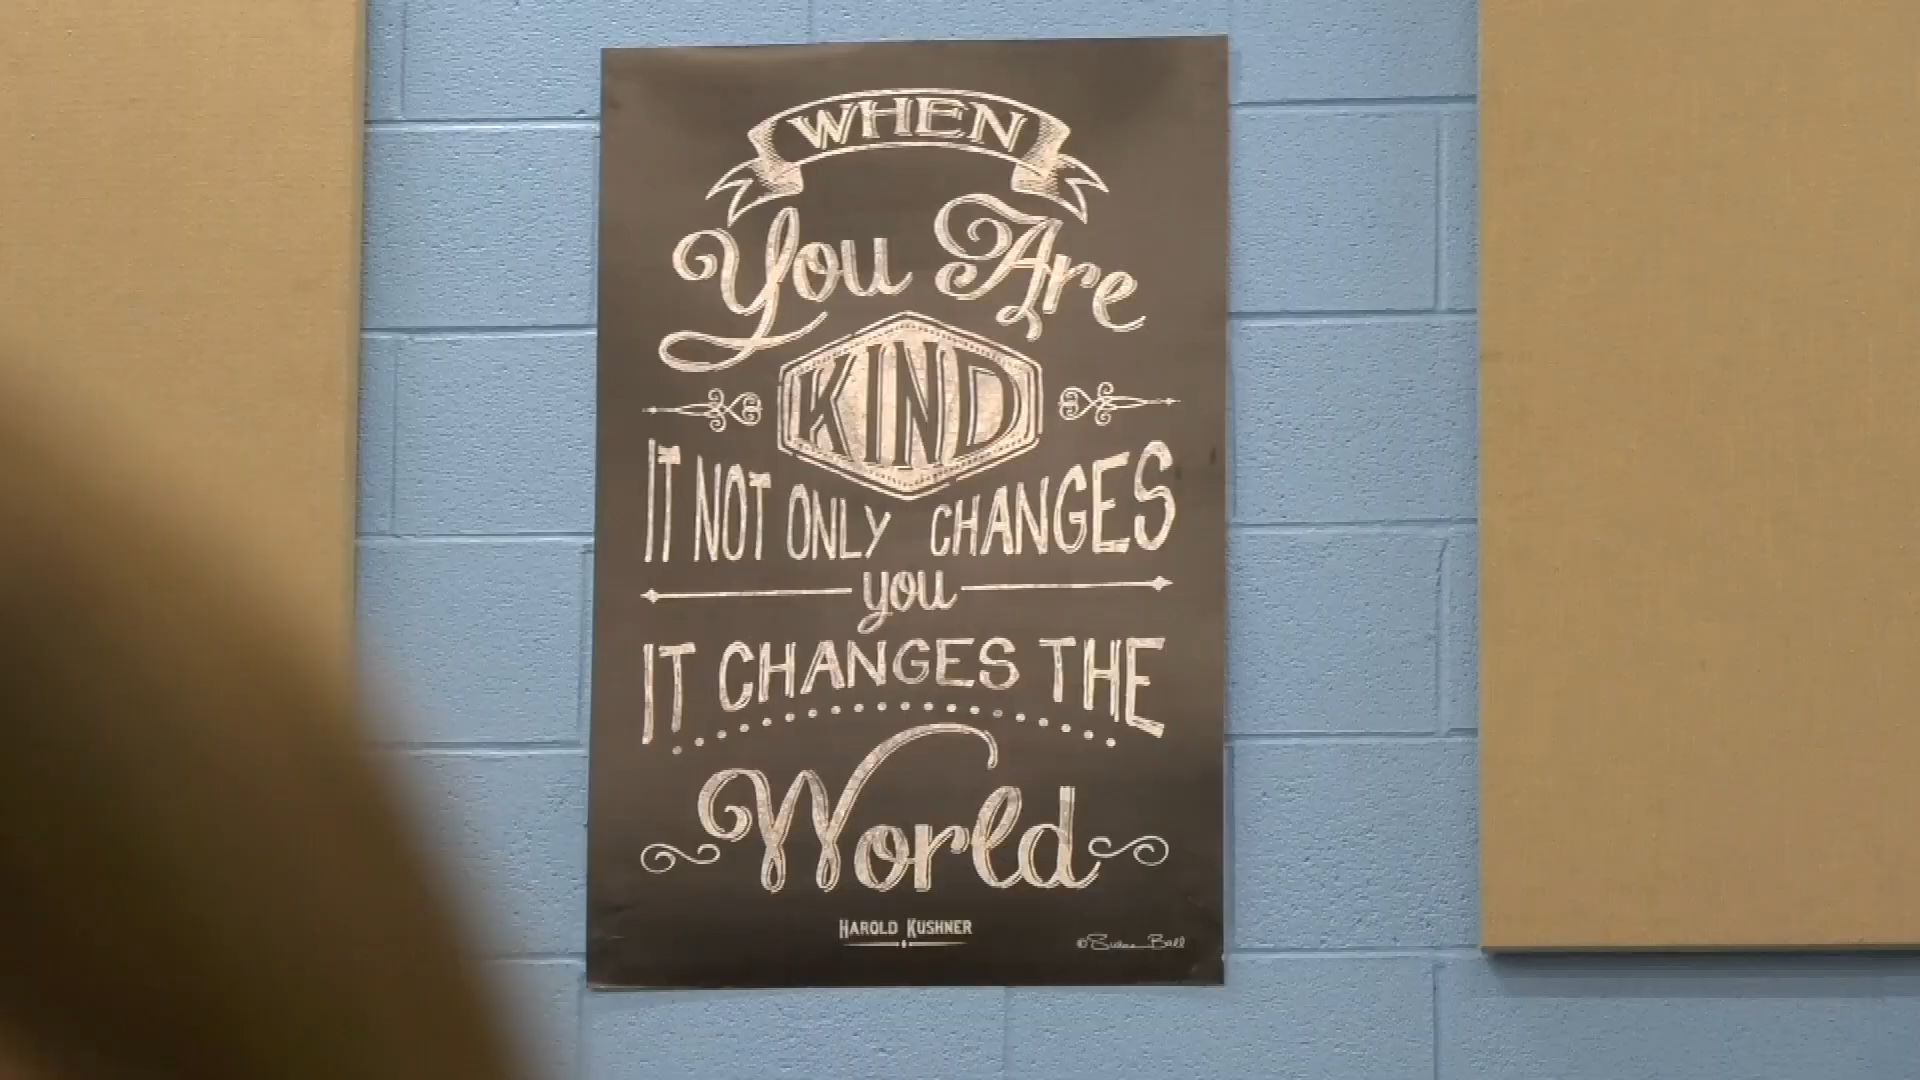 WHEN
You Are
KIND
IT NOT ONLY CHANGES
you
IT CHANGES THE
World
HAROLD KUSHNER